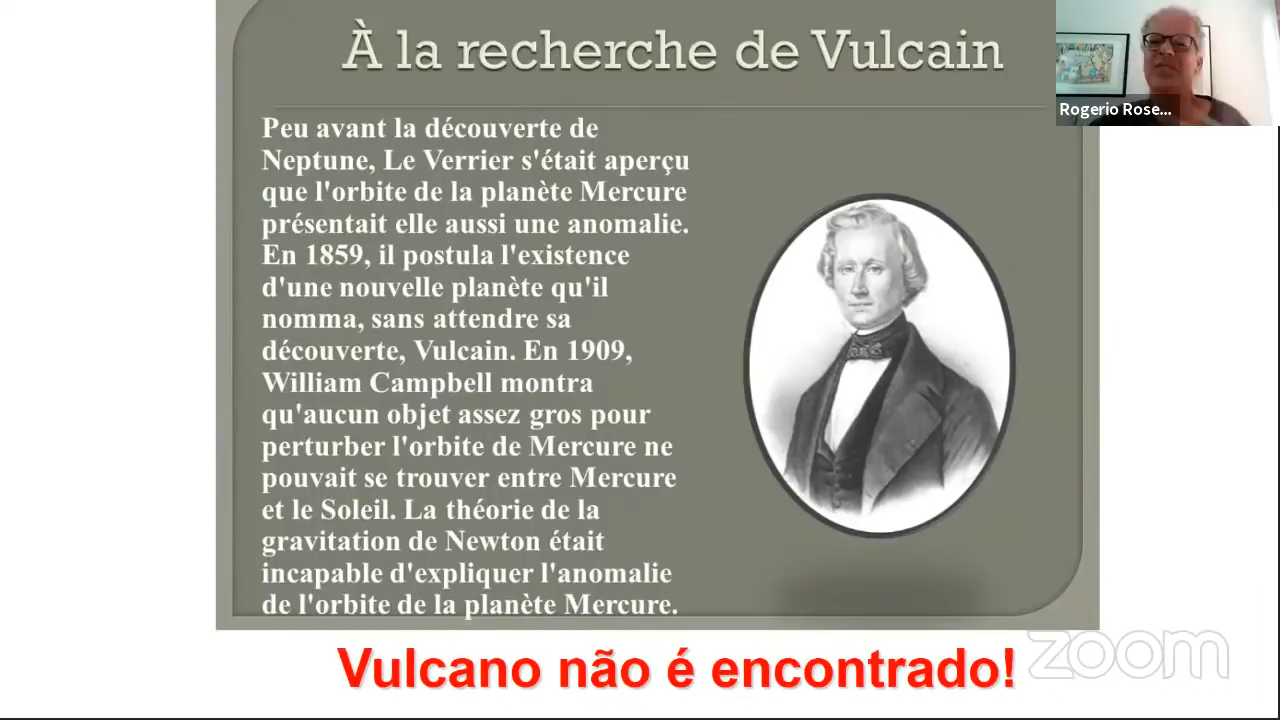 À la recherche de Vulcain
Rogerio Rose...
Peu avant la découverte de
Neptune, Le Verrier s'était aperçu
que l'orbite de la planète Mercure
présentait elle aussi une anomalie.
En 1859, il postula l'existence
d'une nouvelle planète qu'il
nomma, sans attendre sa
découverte, Vulcain. En 1909,
William Campbell montra
qu'aucun objet assez gros pour
perturber l'orbite de Mercure ne
pouvait se trouver entre Mercure
et le Soleil. La théorie de la
gravitation de Newton était
incapable d'expliquer l'anomalie
de l'orbite de la planète Mercure.
Vulcano não é encontrado!
zoom